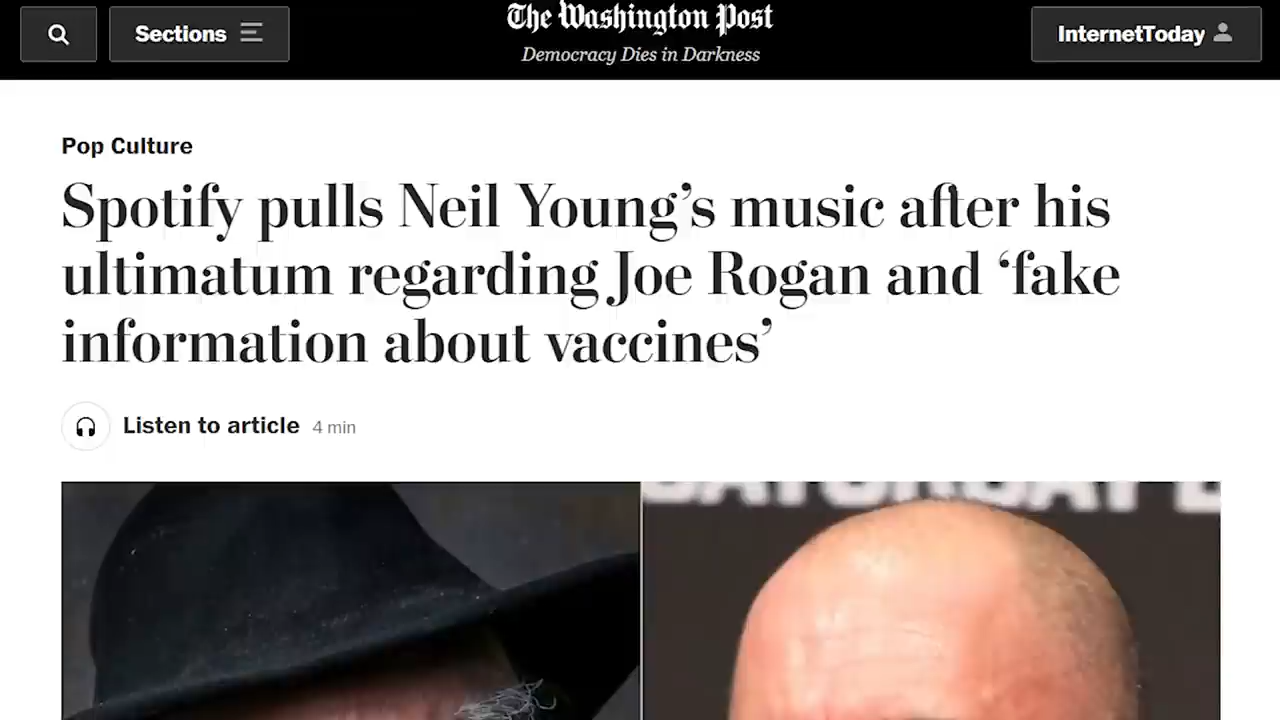 Sections
The Washington Post
Democracy Dies in Darkness
InternetToday
Pop Culture
Spotify pulls Neil Young’s music after his
ultimatum regarding Joe Rogan and ‘fake
information about vaccines’
Listen to article 4 min